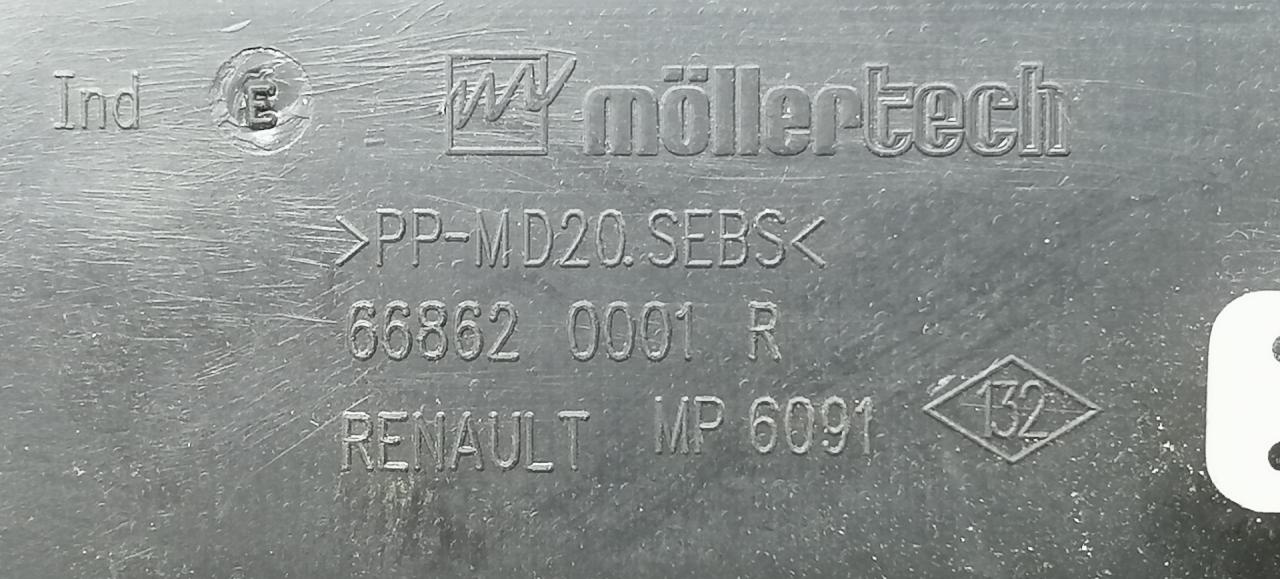 Ind E möllertech
>PP-MD20.SEBS<
66862 0001 R
RENAULT MP 6091 132